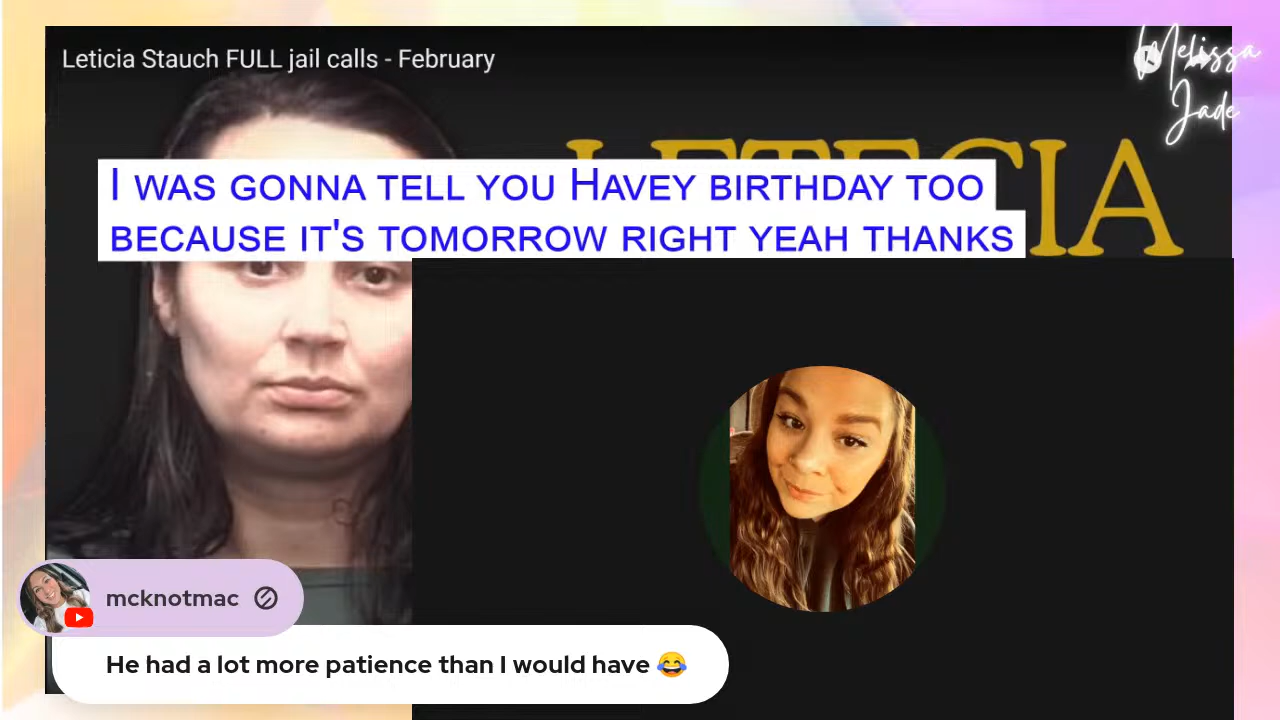 Leticia Stauch FULL jail calls - February
Melissa
Jade
LETECIA
I WAS GONNA TELL YOU HAVEY BIRTHDAY TOO
BECAUSE IT'S TOMORROW RIGHT YEAH THANKS
mcknotmac
He had a lot more patience than I would have 😂